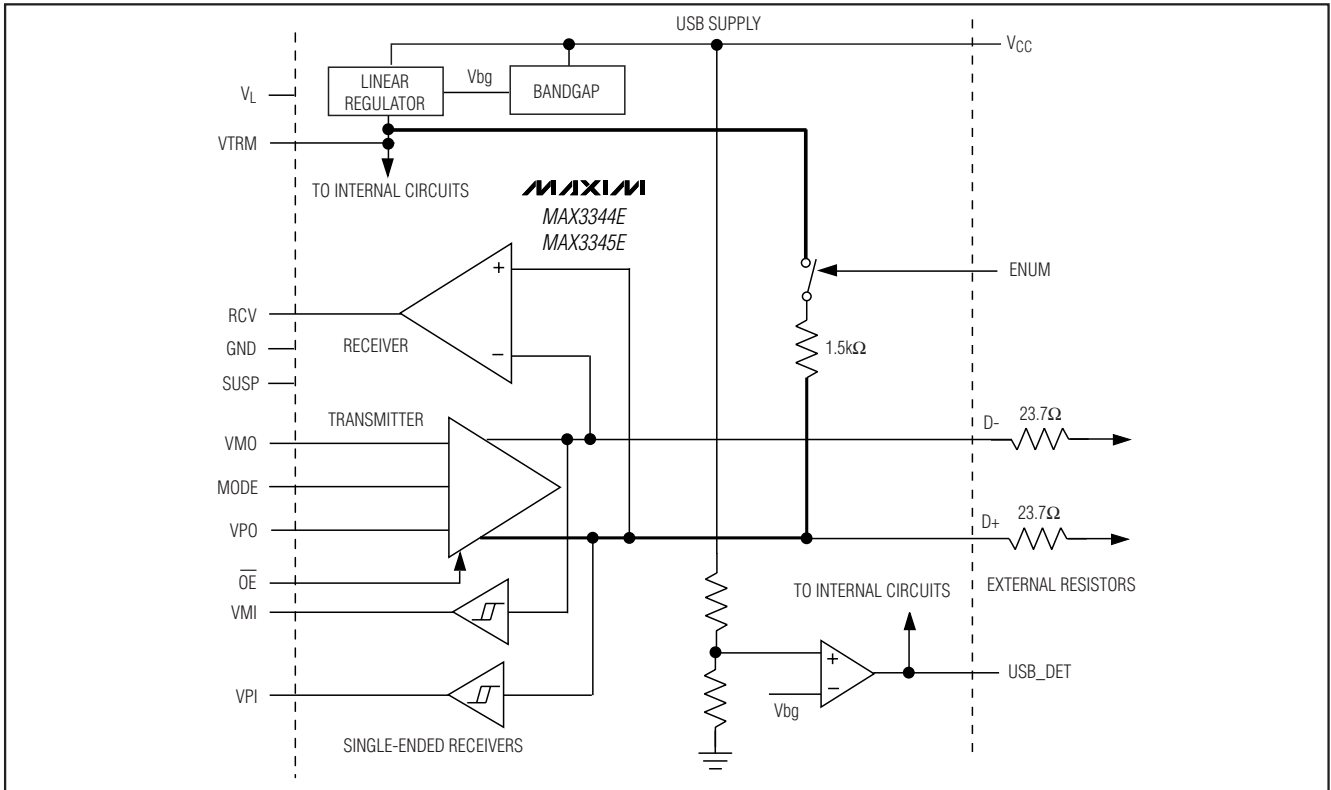 USB SUPPLY
VCC
LINEAR
REGULATOR
Vbg
BANDGAP
VL
VTRM
TO INTERNAL CIRCUITS
MAXIM
MAX3344E
MAX3345E
ENUM
+
RCV
RECEIVER
1.5kΩ
GND
−
SUSP
TRANSMITTER
D-
23.7Ω
VMO
MODE
VPO
D+
23.7Ω
OE
TO INTERNAL CIRCUITS
EXTERNAL RESISTORS
VMI
+
USB_DET
−
VPI
Vbg
SINGLE-ENDED RECEIVERS